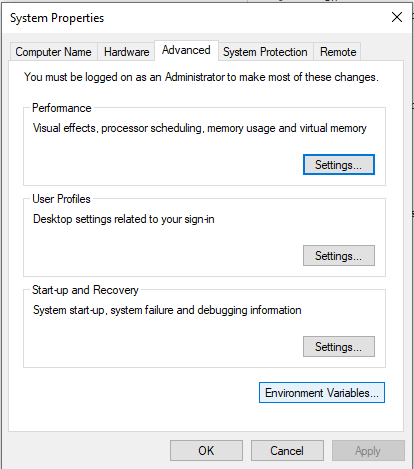 System Properties
Computer Name Hardware Advanced System Protection Remote
You must be logged on as an Administrator to make most of these changes.
Performance
Visual effects, processor scheduling, memory usage and virtual memory
Settings...
User Profiles
Desktop settings related to your sign-in
Settings...
Start-up and Recovery
System start-up, system failure and debugging information
Settings...
Environment Variables...
OK Cancel Apply